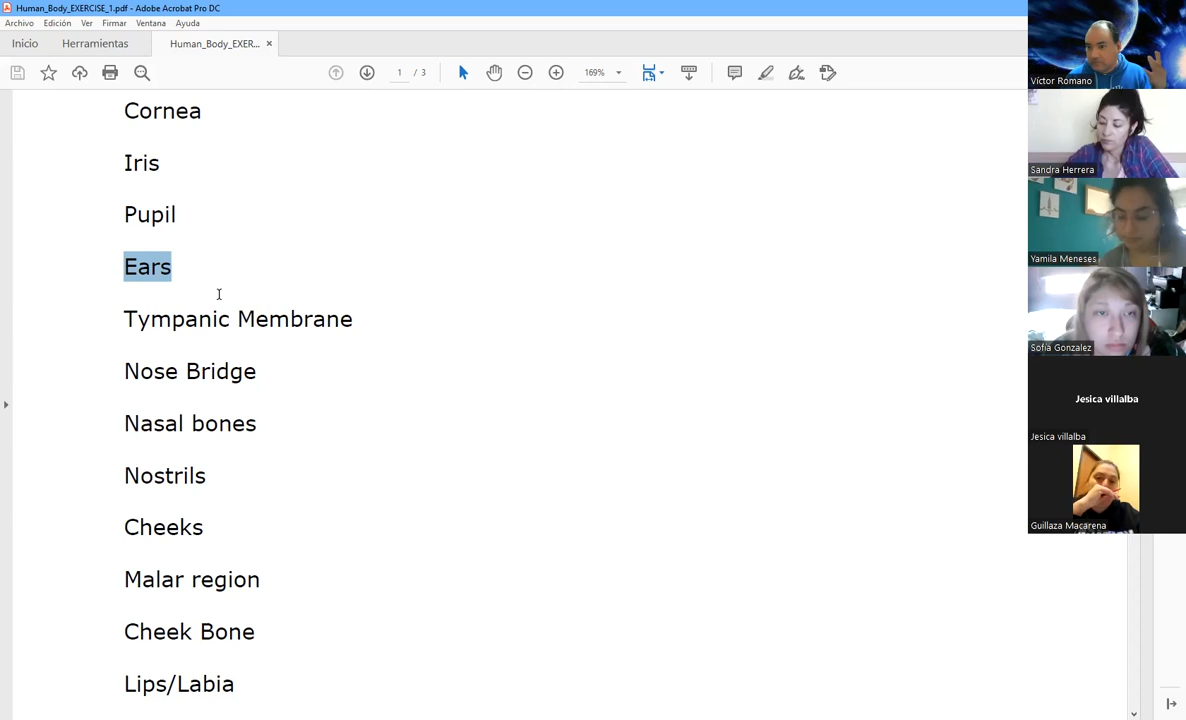 Human_Body_EXERCISE_1.pdf - Adobe Acrobat Pro DC
Archivo Edición Ver Firmar Ventana Ayuda
Inicio Herramientas Human_Body_EXER... ×
1 / 3 169%
Cornea
Iris
Pupil
Ears
Tympanic Membrane
Nose Bridge
Nasal bones
Nostrils
Cheeks
Malar region
Cheek Bone
Lips/Labia
Víctor Romano
Sandra Herrera
Yamila Meneses
Sofía Gonzalez
Jesica villalba
Jesica villalba
Guillaza Macarena